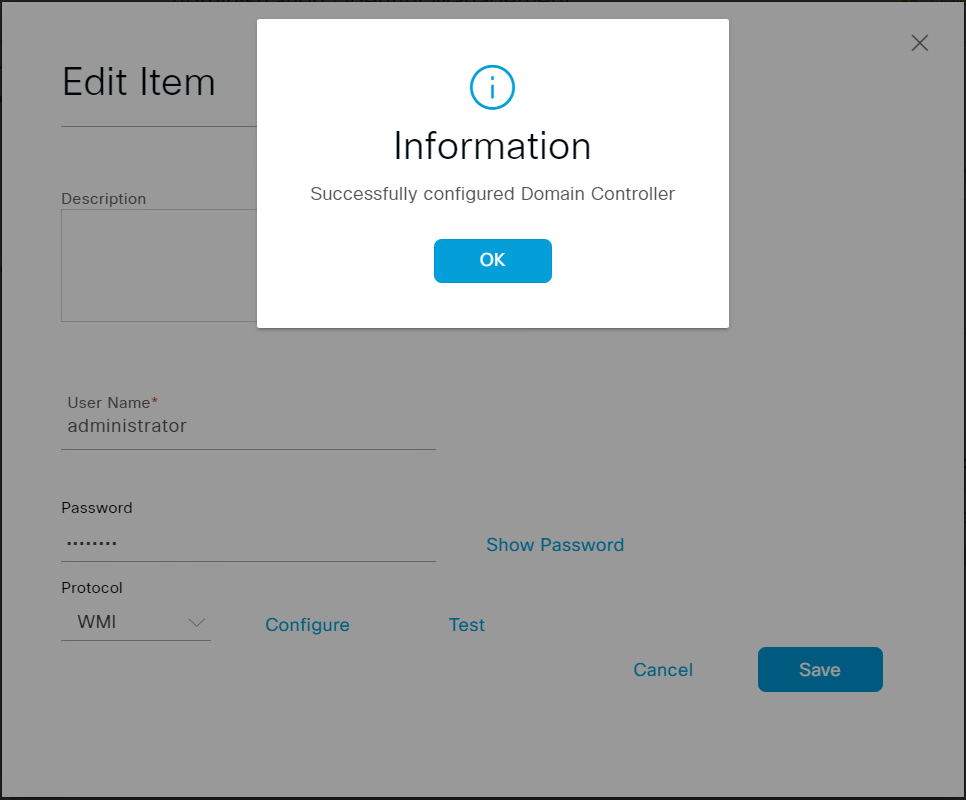 Edit Item
Information
Successfully configured Domain Controller
OK
Description
User Name*
administrator
Password
••••••••
Show Password
Protocol
WMI
Configure
Test
Cancel
Save